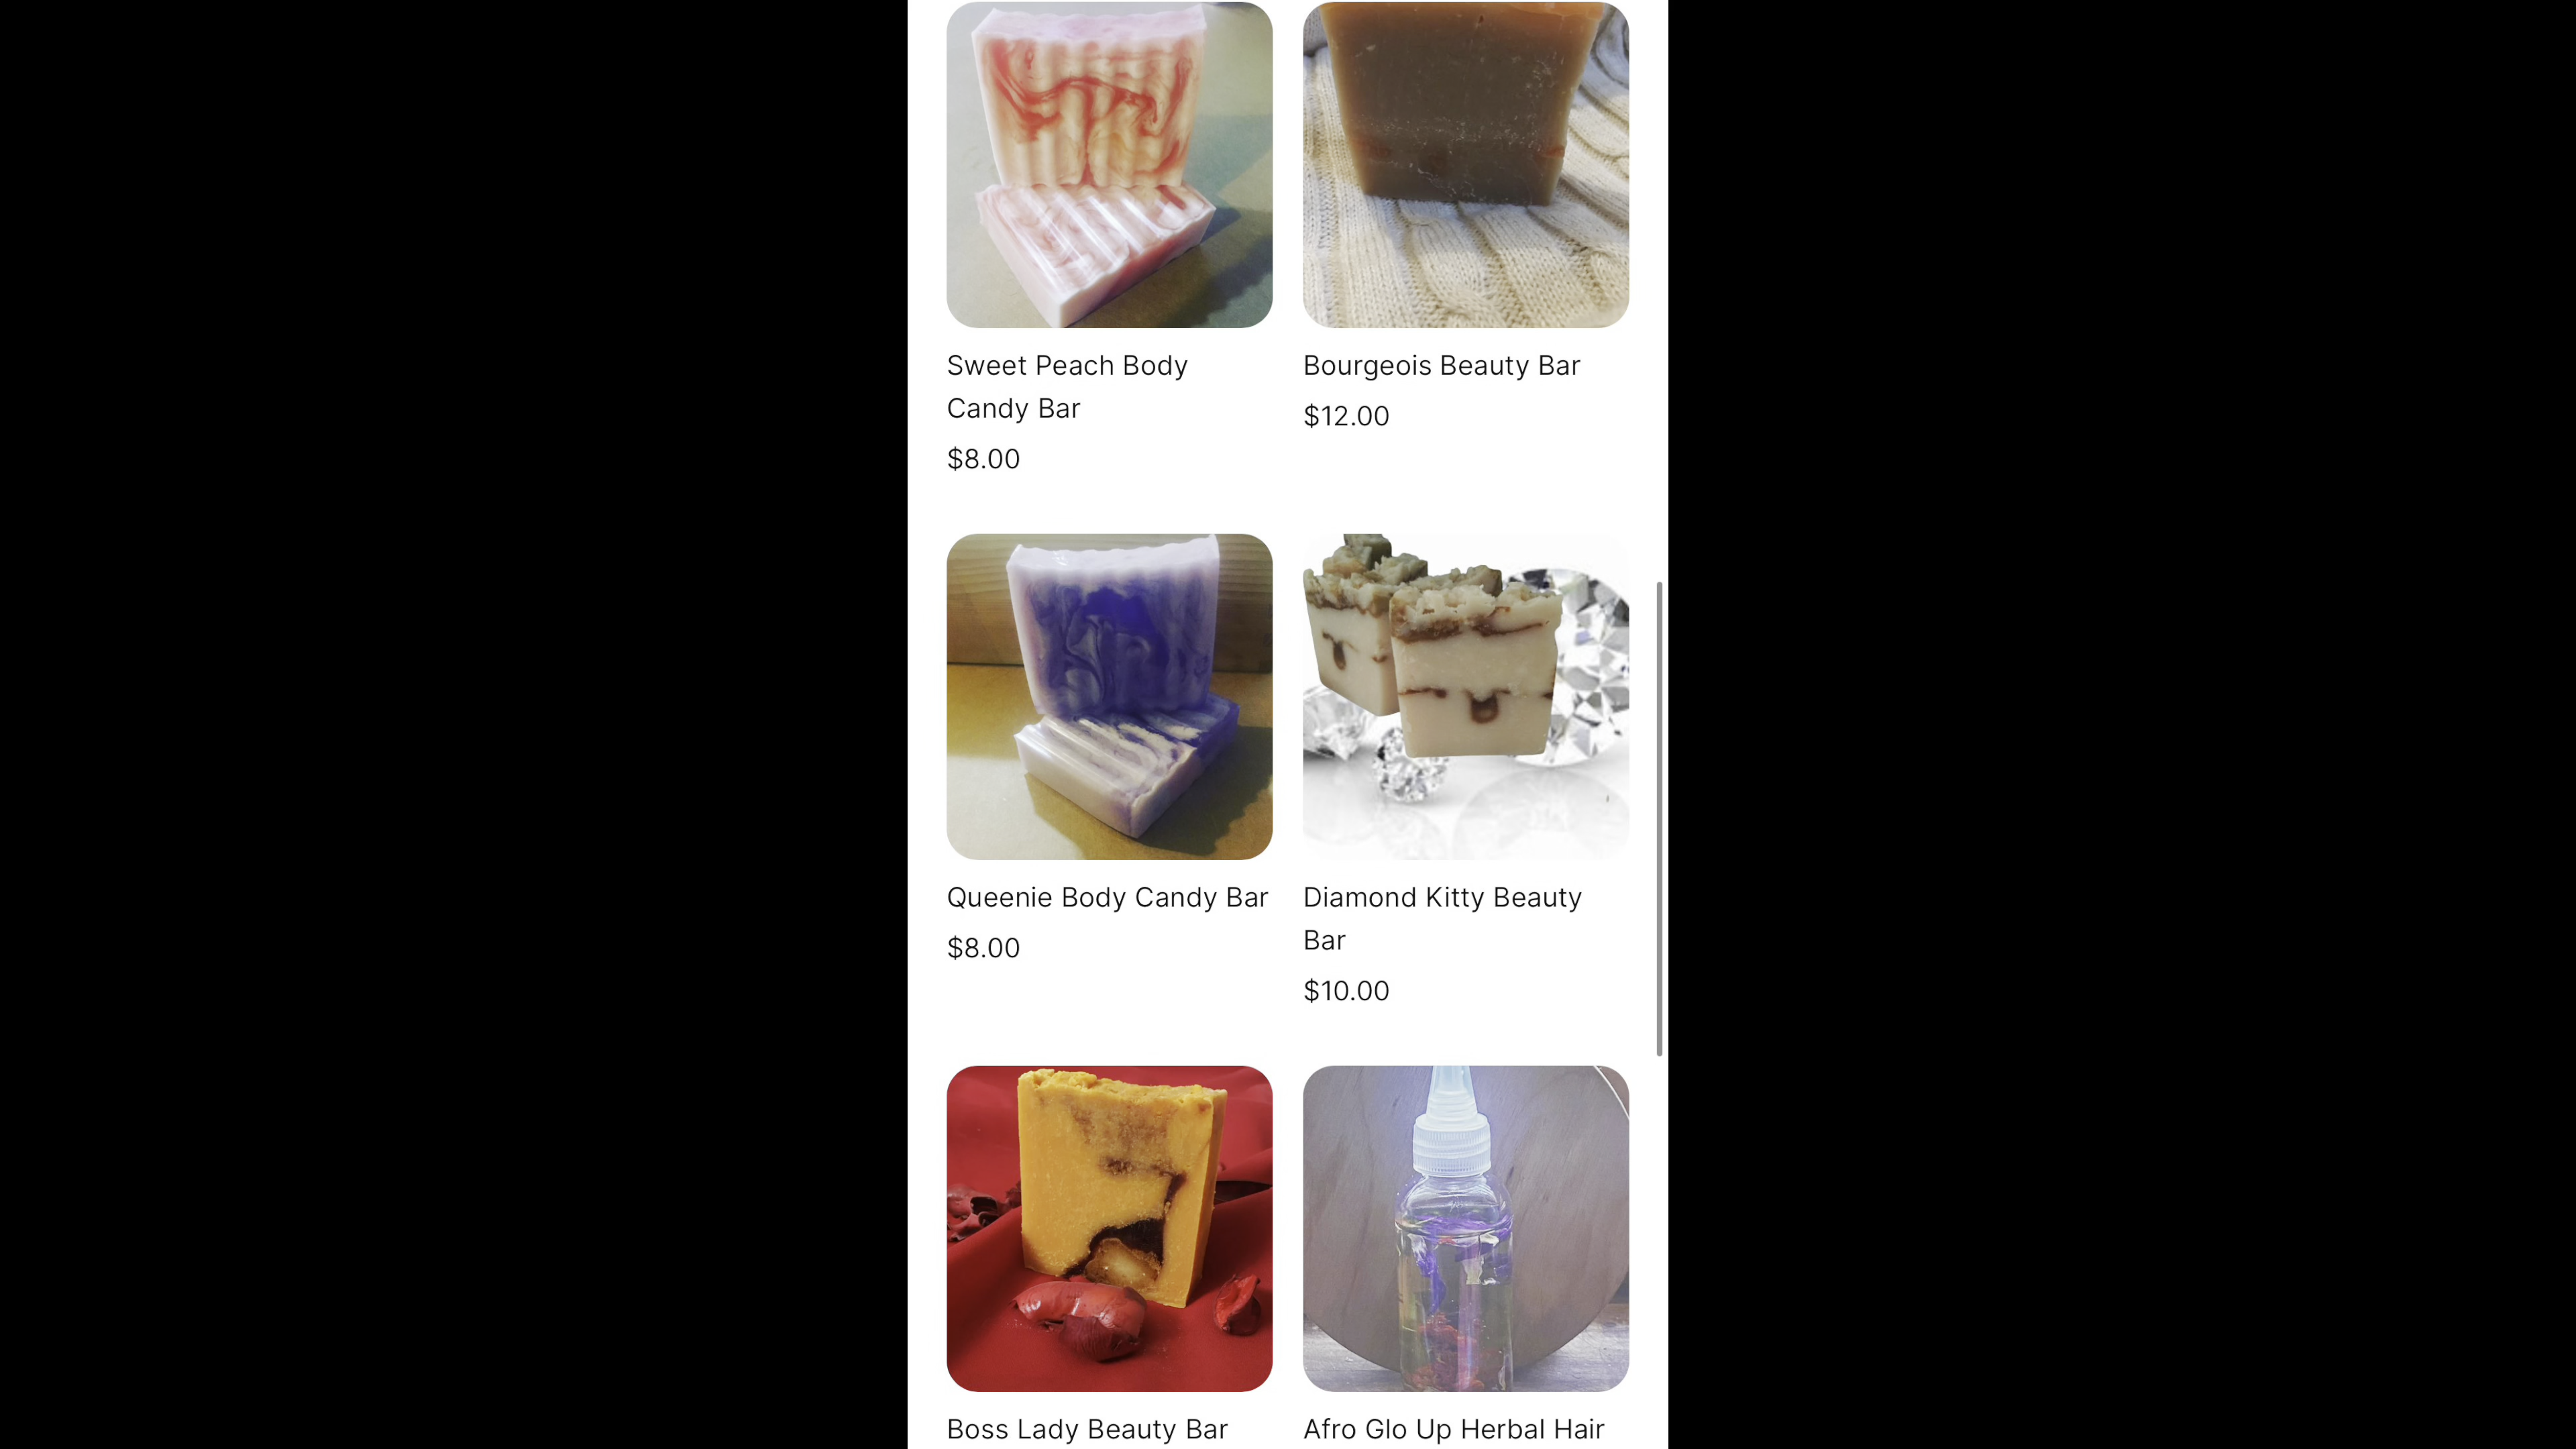 Sweet Peach Body
Candy Bar
$8.00
Bourgeois Beauty Bar
$12.00
Queenie Body Candy Bar
$8.00
Diamond Kitty Beauty
Bar
$10.00
Boss Lady Beauty Bar
Afro Glo Up Herbal Hair